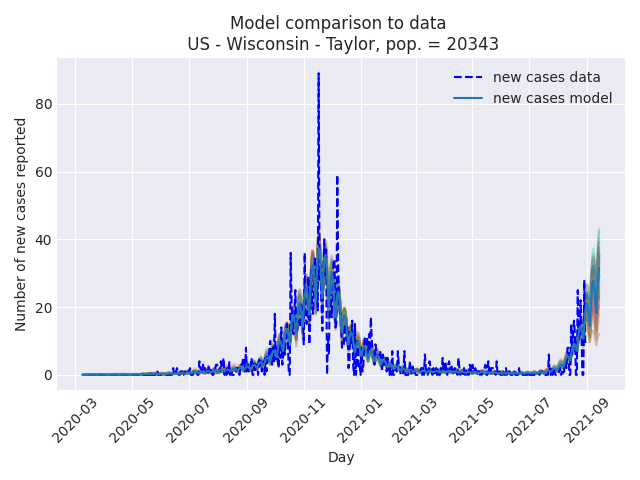 Model comparison to data
US - Wisconsin - Taylor, pop. = 20343
new cases data
new cases model
Number of new cases reported
80
60
40
20
0
2020-03
2020-05
2020-07
2020-09
2020-11
2021-01
2021-03
2021-05
2021-07
2021-09
Day